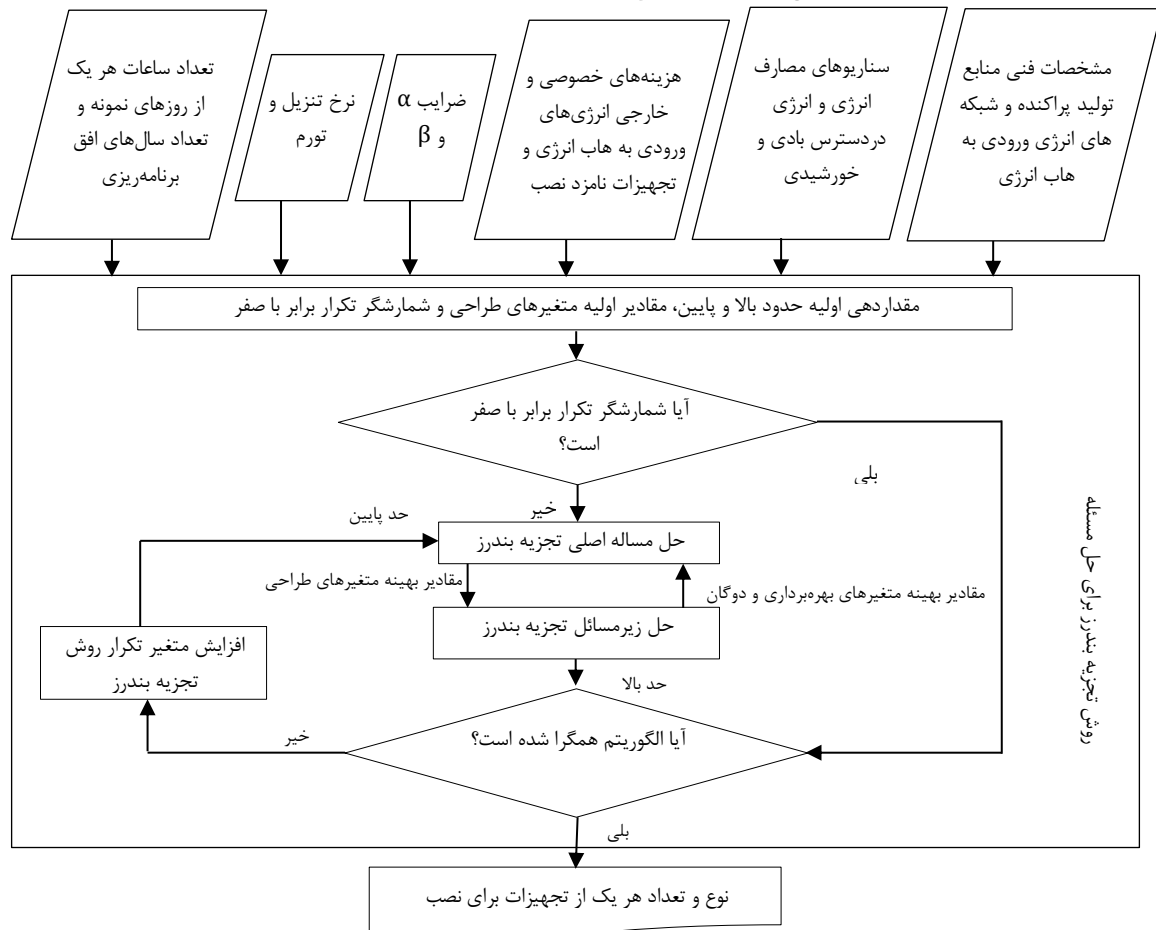 مشخصات فنی منابع
تولید پراکنده و شبکه
های انرژی ورودی به
هاب انرژی
سناریوهای مصارف
انرژی و انرژی
دردسترس بادی و
خورشیدی
هزینه‌های خصوصی و
خارجی انرژی‌های
ورودی به هاب انرژی و
تجهیزات نامزد نصب
ضرایب α
و β
نرخ تنزیل و
تورم
تعداد ساعات هر یک
از روزهای نمونه و
تعداد سال‌های افق
برنامه‌ریزی
مقداردهی اولیه حدود بالا و پایین، مقادیر اولیه متغیرهای طراحی و شمارشگر تکرار برابر با صفر
آیا شمارشگر تکرار برابر با صفر
است؟
بلی
خیر
حد پایین
حل مساله اصلی تجزیه بندرز
مقادیر بهینه متغیرهای طراحی
مقادیر بهینه متغیرهای بهره‌برداری و دوگان
حل زیرمسائل تجزیه بندرز
افزایش متغیر تکرار روش
تجزیه بندرز
حد بالا
آیا الگوریتم همگرا شده است؟
خیر
بلی
روش تجزیه بندرز برای حل مسئله
نوع و تعداد هر یک از تجهیزات برای نصب